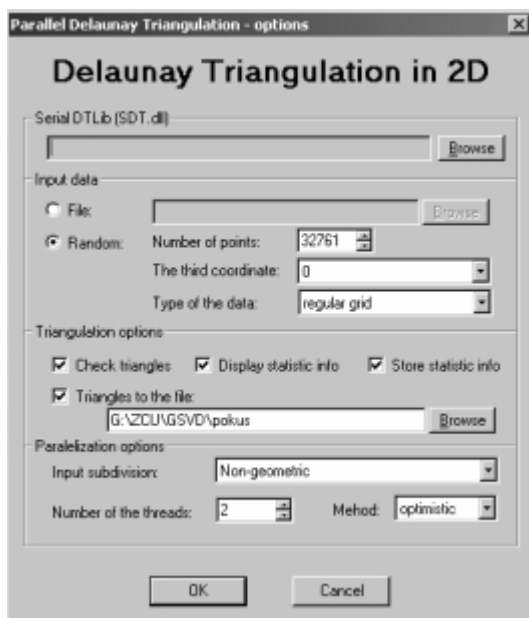 Parallel Delaunay Triangulation - options
Delaunay Triangulation in 2D
Serial DTLib (SDT.dll)
Browse
Input data
File: Browse
Random: Number of points: 32761
The third coordinate: 0
Type of the data: regular grid
Triangulation options
Check triangles Display statistic info Store statistic info
Triangles to the file:
G:\ZCU\GSVD\pokus Browse
Paralelization options
Input subdivision: Non-geometric
Number of the threads: 2 Mehod: optimistic
OK Cancel